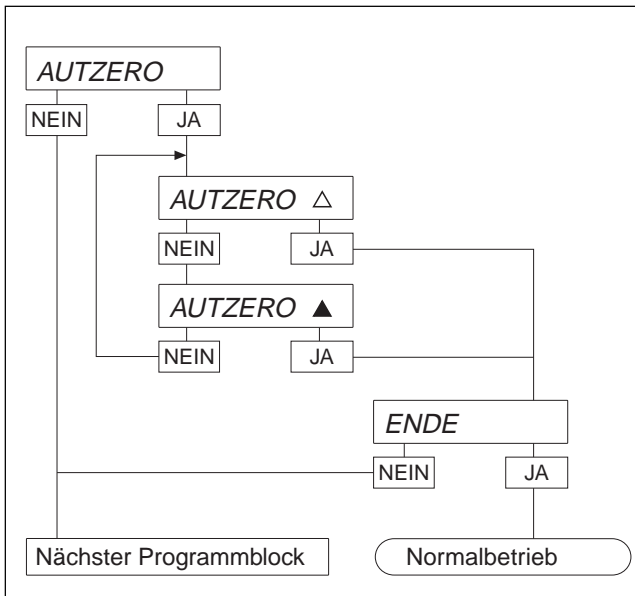 AUTZERO
NEIN JA
AUTZERO △
NEIN JA
AUTZERO ▲
NEIN JA
ENDE
NEIN JA
Nächster Programmblock Normalbetrieb